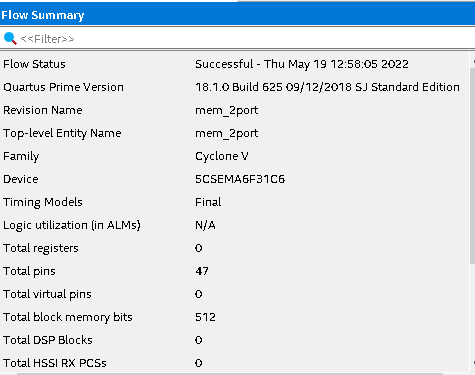 Flow Summary
<<Filter>>
Flow Status Successful - Thu May 19 12:58:05 2022
Quartus Prime Version 18.1.0 Build 625 09/12/2018 SJ Standard Edition
Revision Name mem_2port
Top-level Entity Name mem_2port
Family Cyclone V
Device 5CSEMA6F31C6
Timing Models Final
Logic utilization (in ALMs) N/A
Total registers 0
Total pins 47
Total virtual pins 0
Total block memory bits 512
Total DSP Blocks 0
Total HSSI RX PCSs 0